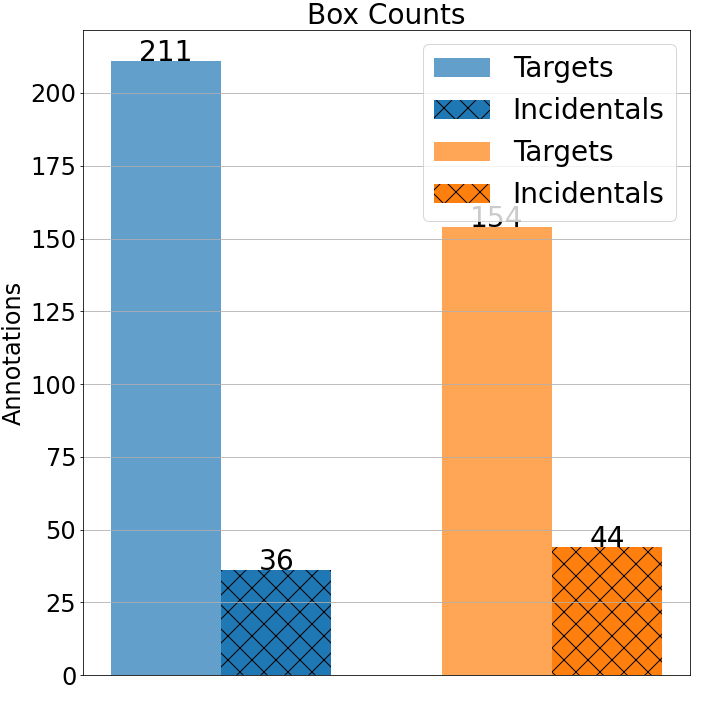 Box Counts
211
Targets
Incidentals
Targets
Incidentals
154
200
175
150
125
100
75
50
25
0
Annotations
36
44